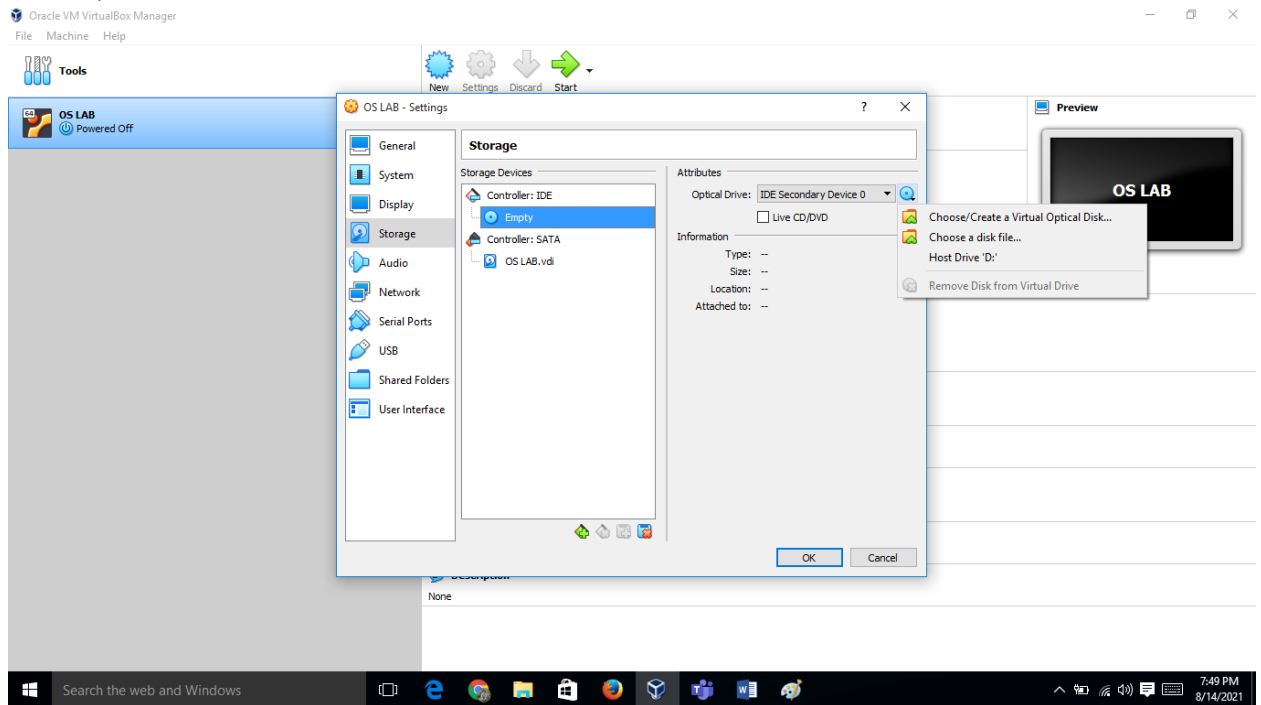 Oracle VM VirtualBox Manager
File Machine Help
Tools
New Settings Discard Start
64
OS LAB
Powered Off
OS LAB - Settings
?
Preview
OS LAB
General
System
Display
Storage
Audio
Network
Serial Ports
USB
Shared Folders
User Interface
Storage
Storage Devices
Controller: IDE
Empty
Controller: SATA
OS LAB.vdi
Attributes
Optical Drive: IDE Secondary Device 0
Live CD/DVD
Information
Type: --
Size: --
Location: --
Attached to: --
Choose/Create a Virtual Optical Disk...
Choose a disk file...
Host Drive 'D:'
Remove Disk from Virtual Drive
OK Cancel
Description
None
Search the web and Windows
7:49 PM
8/14/2021